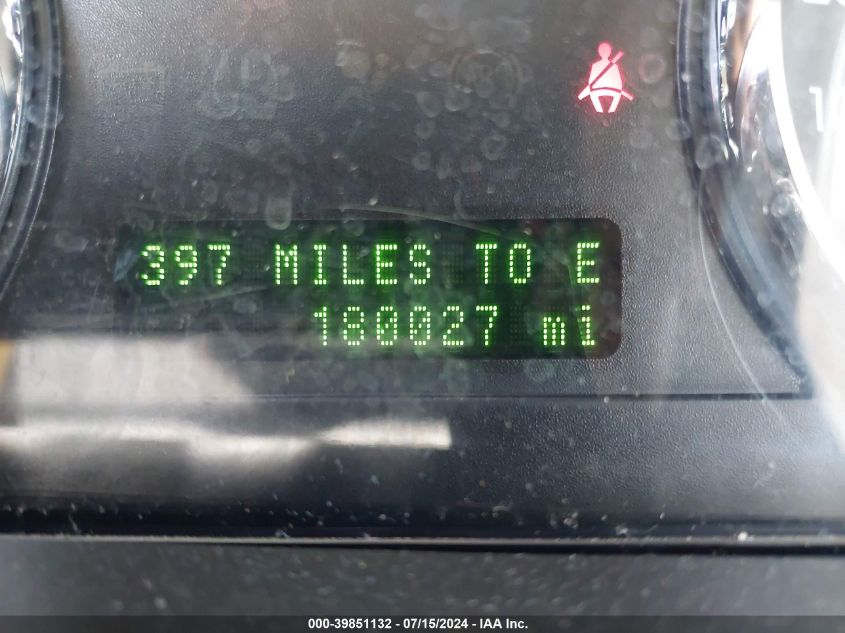 397 MILES TO E
180027 mi
000-39851132 - 07/15/2024 - IAA Inc.